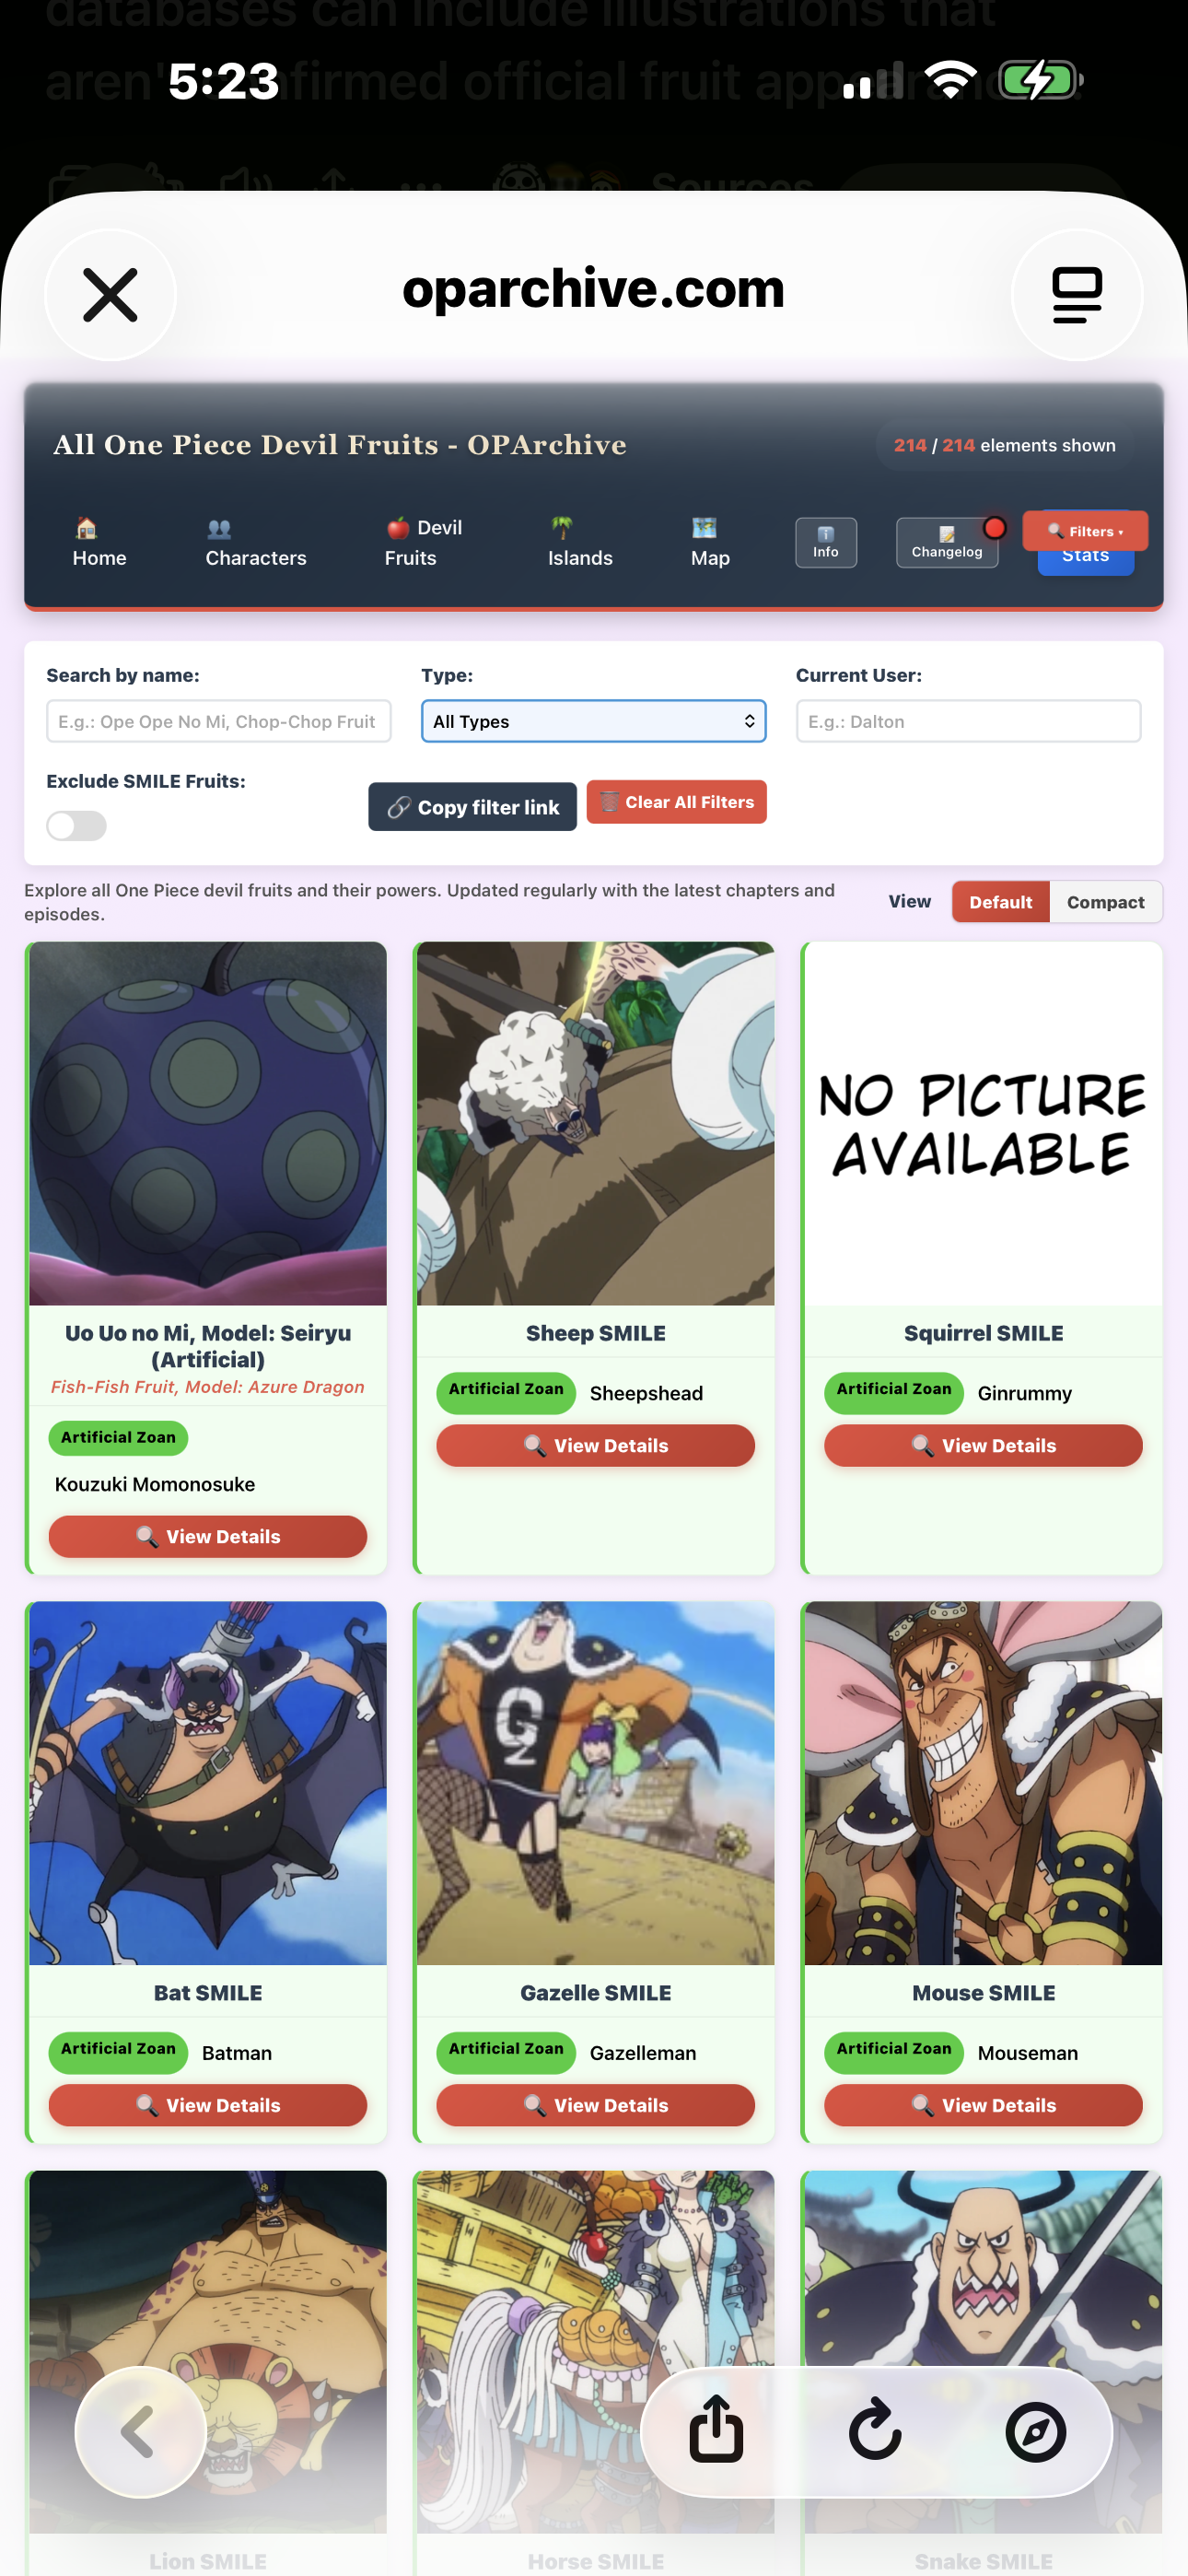 databases can include illustrations that
5:23
oparchive.com
All One Piece Devil Fruits - OPArchive
214 / 214 elements shown
Home
Characters
Devil
Fruits
Islands
Map
Info
Changelog
Filters
Stats
Search by name:
Type:
Current User:
E.g.: Ope Ope No Mi, Chop-Chop Fruit
All Types
E.g.: Dalton
Exclude SMILE Fruits:
Copy filter link
Clear All Filters
Explore all One Piece devil fruits and their powers. Updated regularly with the latest chapters and
episodes.
View
Default
Compact
NO PICTURE
AVAILABLE
Uo Uo no Mi, Model: Seiryu
(Artificial)
Fish-Fish Fruit, Model: Azure Dragon
Artificial Zoan
Kouzuki Momonosuke
View Details
Sheep SMILE
Artificial Zoan
Sheepshead
View Details
Squirrel SMILE
Artificial Zoan
Ginrummy
View Details
G
Bat SMILE
Artificial Zoan
Batman
View Details
Gazelle SMILE
Artificial Zoan
Gazelleman
View Details
Mouse SMILE
Artificial Zoan
Mouseman
View Details
Lion SMILE
Horse SMILE
Snake SMILE